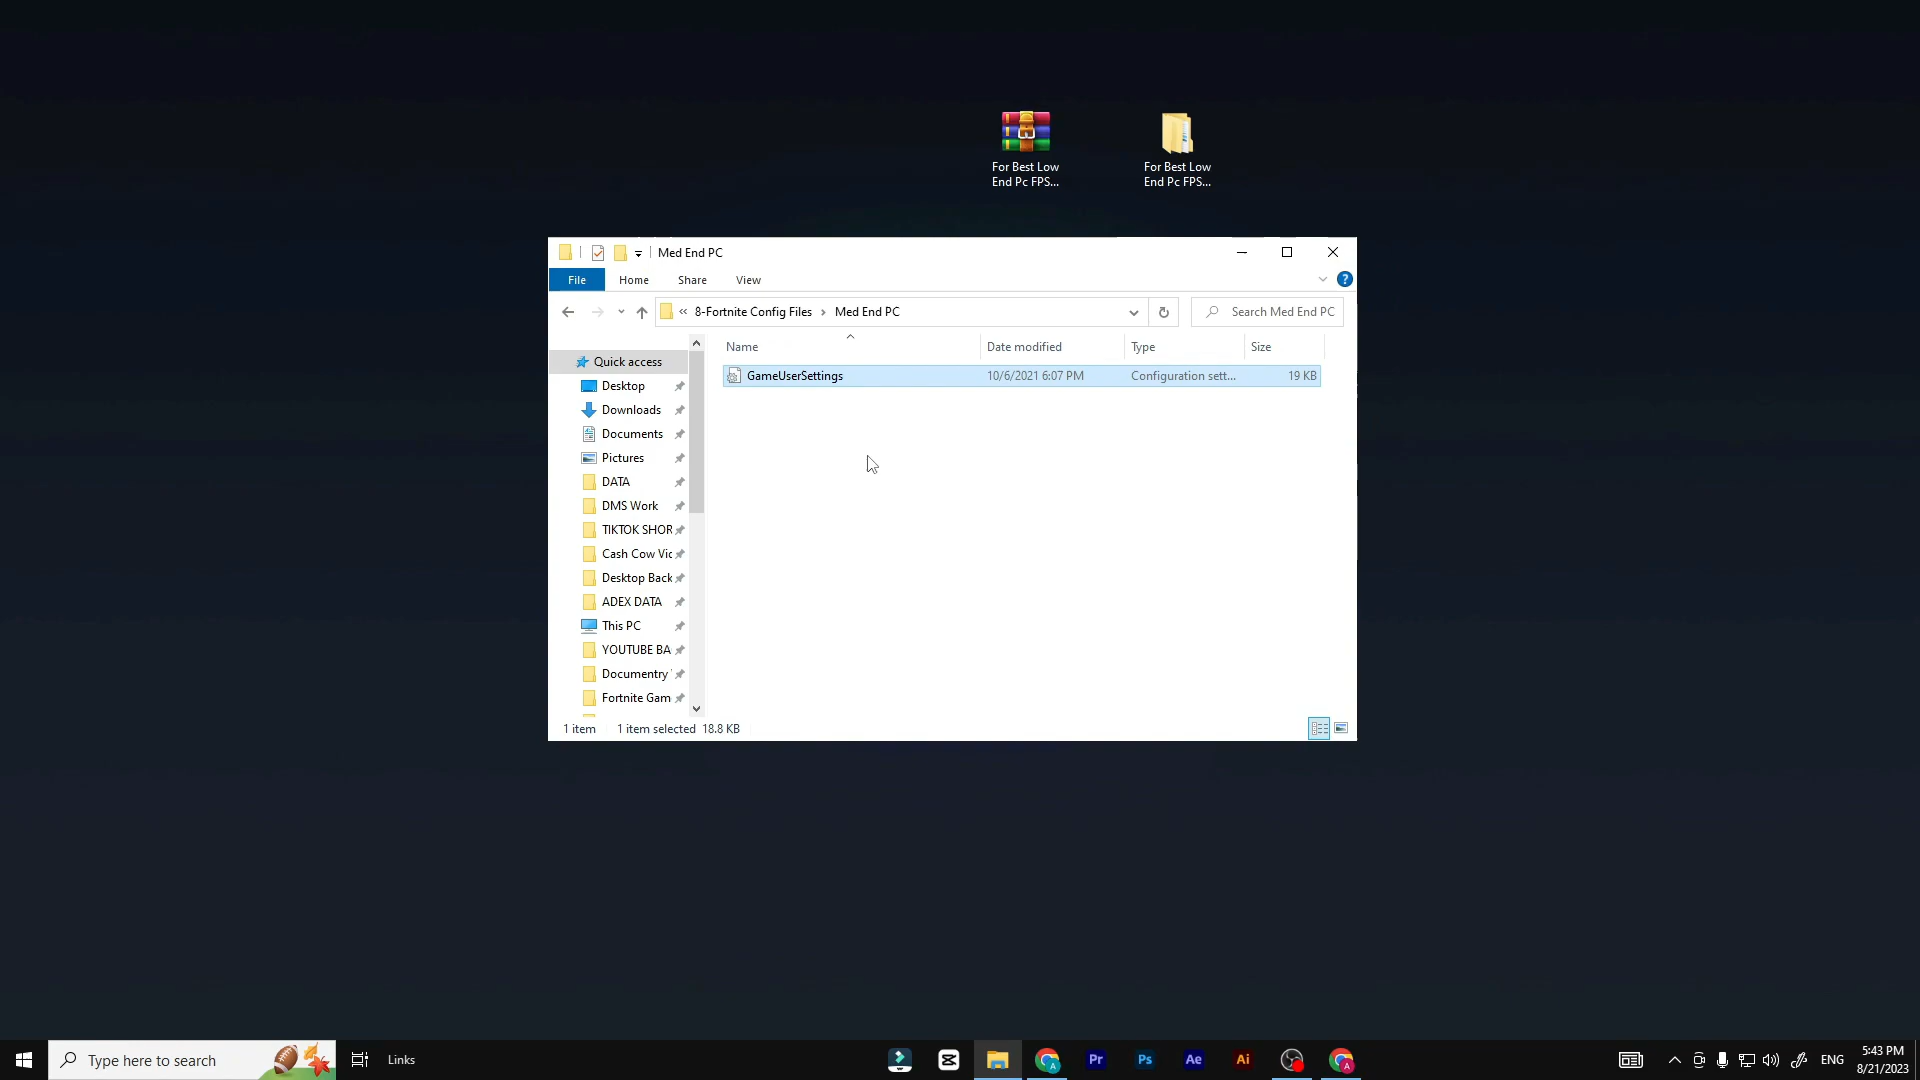 For Best Low
End Pc FPS...
For Best Low
End Pc FPS...
Med End PC
File Home Share View
8-Fortnite Config Files Med End PC Search Med End PC
Name Date modified Type Size
GameUserSettings 10/6/2021 6:07 PM Configuration sett... 19 KB
Quick access
Desktop
Downloads
Documents
Pictures
DATA
DMS Work
TIKTOK SHOR
Cash Cow Vic
Desktop Back
ADEX DATA
This PC
YOUTUBE BA
Documentry
Fortnite Gam
1 item 1 item selected 18.8 KB
Type here to search Links Pr Ps Ae Ai ENG
5:43 PM
8/21/2023